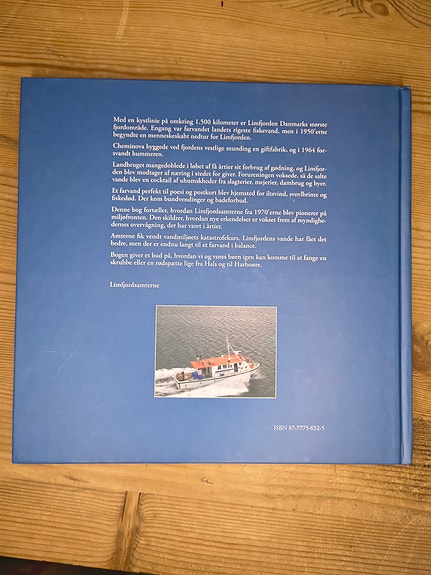 Med en kystlinie på omkring 1.500 kilometer er Limfjorden Danmarks største
fjordområde. Engang var farvandet landets rigeste fiskevand, men i 1950'erne
begyndte en menneskeskabt nedtur for Limfjorden.
Cheminova byggede ved fjordens vestlige munding en giftfabrik, og i 1964 for-
svandt hummeren.
Landbruget mangedoblede i løbet af få årtier sit forbrug af gødning, og Limfjor-
den blev modtager af næring i stedet for giver. Forureningen voksede, så de salte
vande blev en cocktail af uhumskheder fra slagterier, mejerier, dambrug og byer.
Et farvand perfekt til poesi og postkort blev hjemsted for iltsvind, svovlbrinte og
fiskedød. Det kom bundvendinger og badeforbud.
Denne bog fortæller, hvordan Limfjordsamterne fra 1970'erne blev pionerer på
miljøfronten. Den skildrer, hvordan nye erkendelser er vokset frem af myndighe-
dernes overvågning, der har varet i årtier.
Amterne fik vendt vandmiljøets katastrofekurs. Limfjordens vande har fået det
bedre, men der er endnu langt til et farvand i balance.
Bogen giver et bud på, hvordan vi og vores børn igen kan komme til at fange en
skrubbe eller en rødspætte lige fra Hals og til Harboøre.
Limfjordsamterne
ISBN 87-7775-652-5